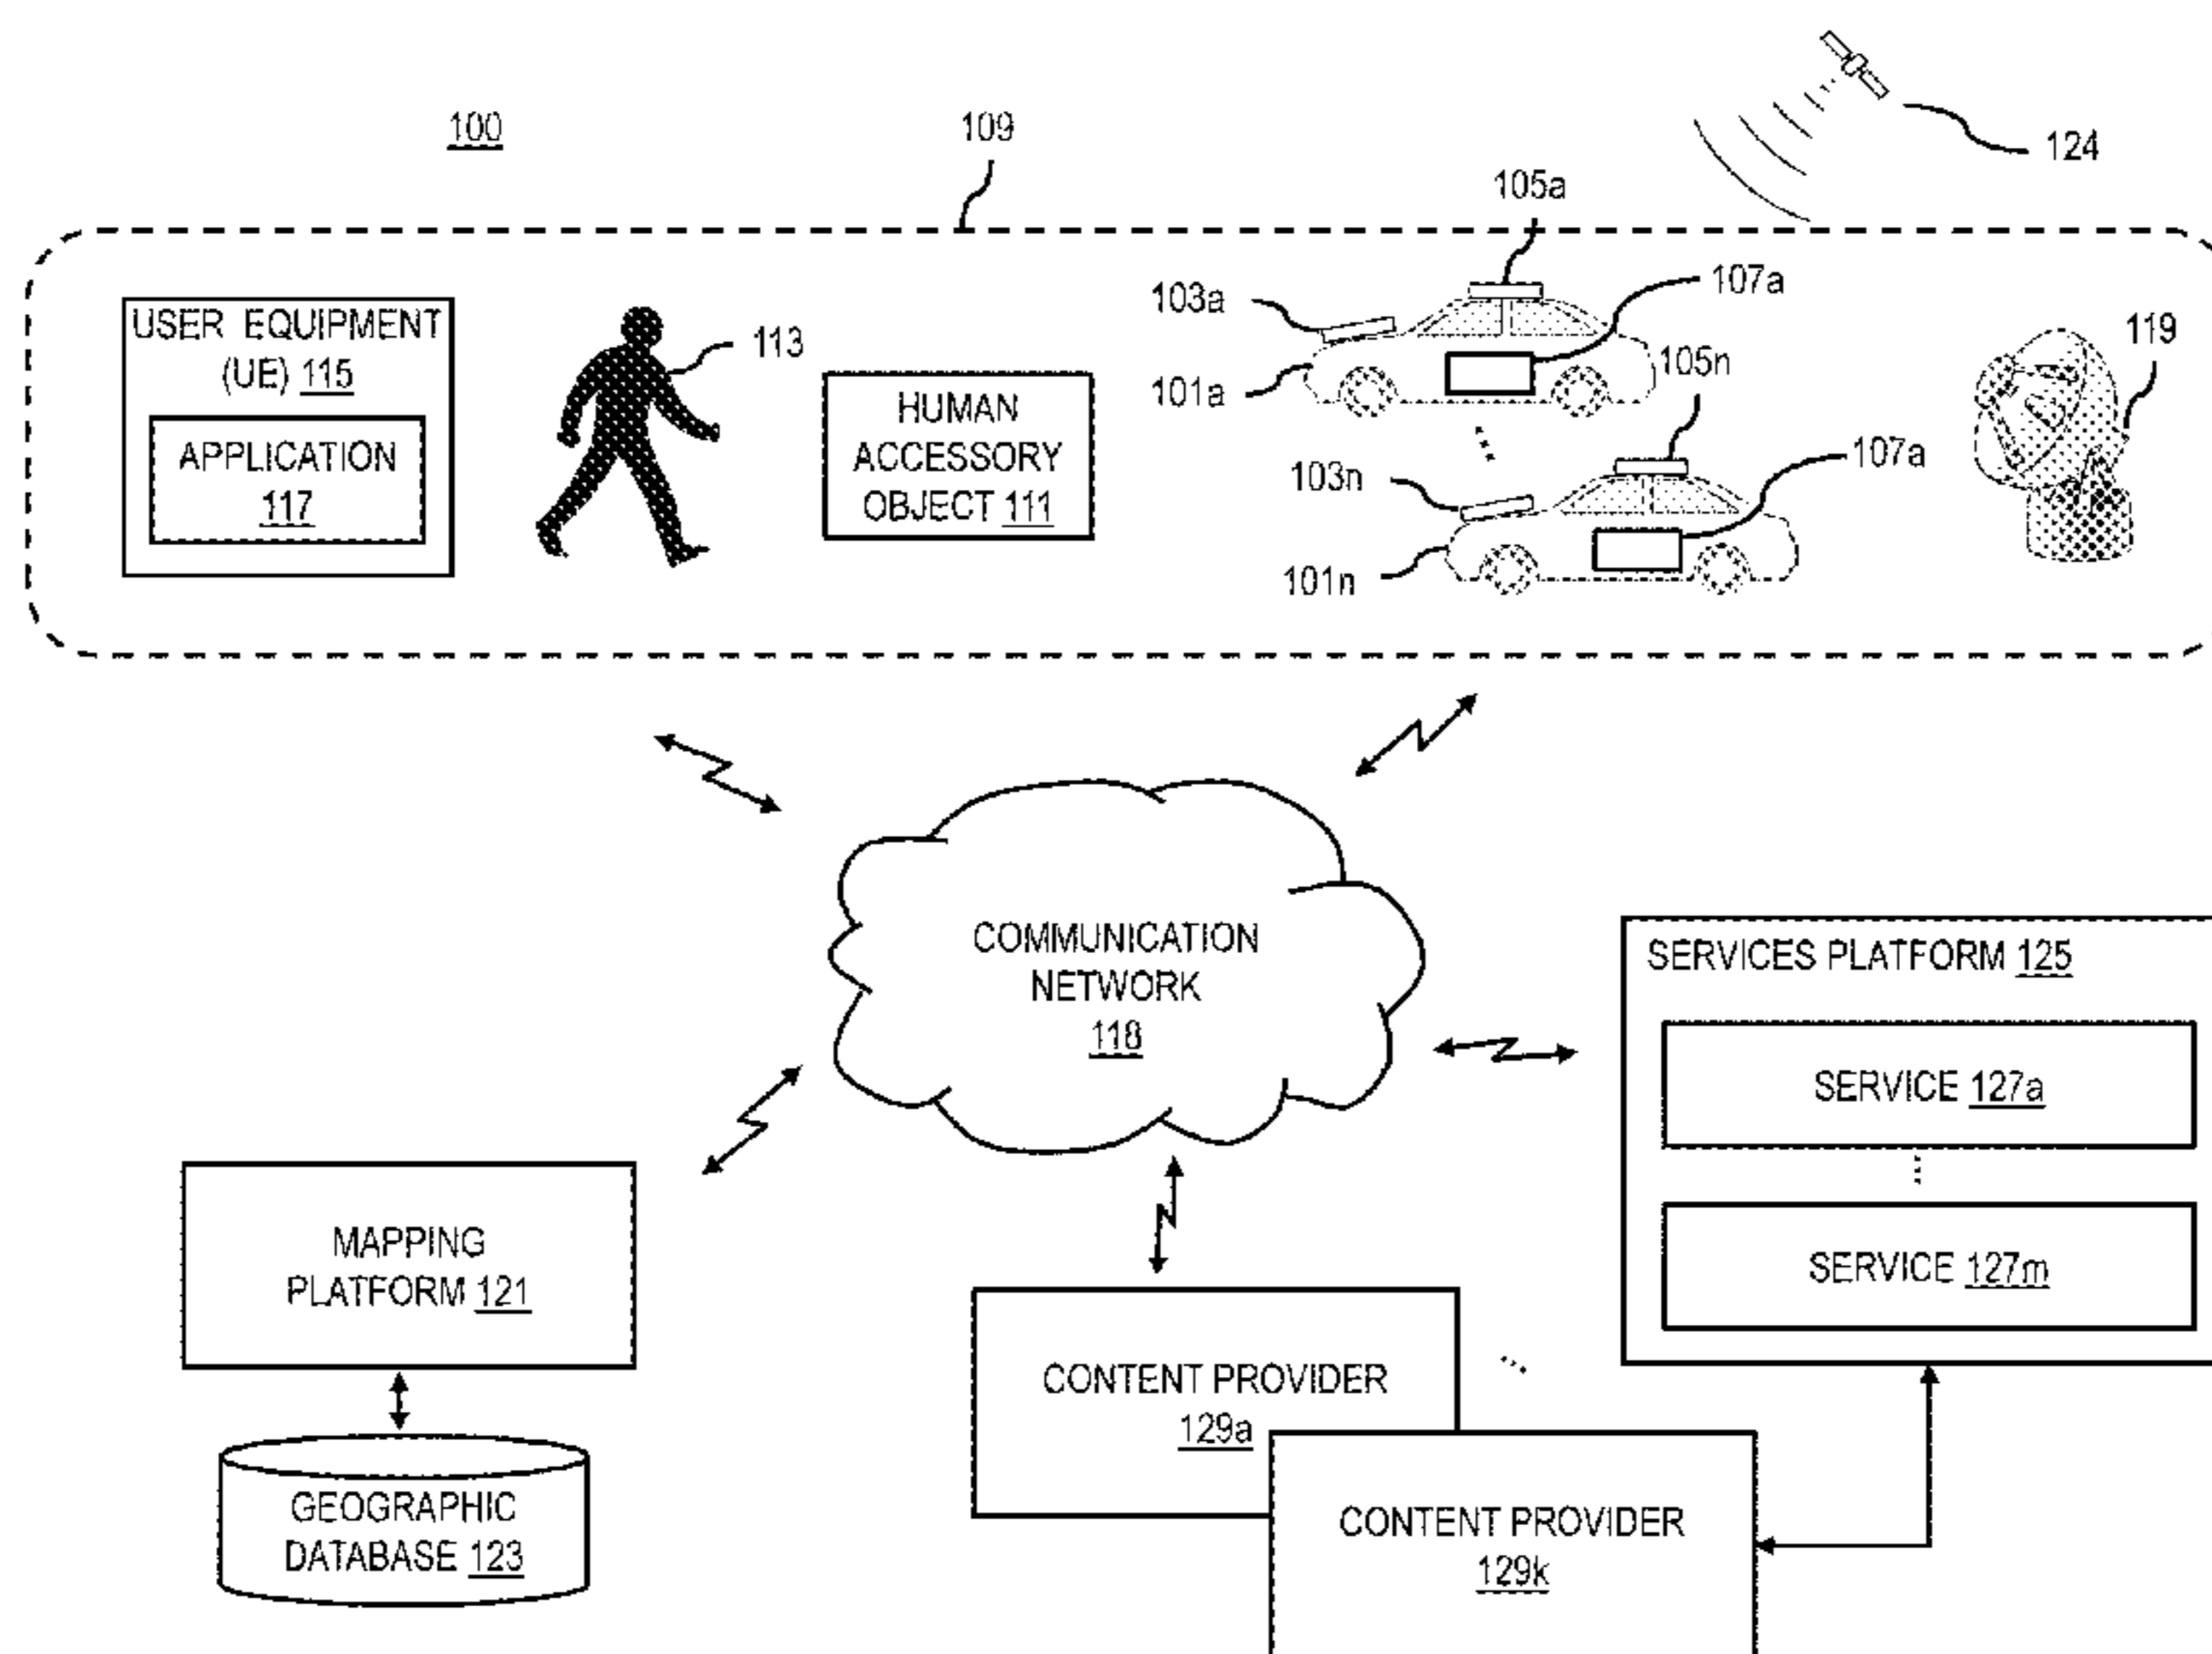 100
109
124
105a
USER EQUIPMENT
(UE) 115
APPLICATION
117
113
HUMAN
ACCESSORY
OBJECT 111
103a
107a
101a
105n
119
103n
107a
101n
COMMUNICATION
NETWORK
118
SERVICES PLATFORM 125
SERVICE 127a
SERVICE 127m
MAPPING
PLATFORM 121
GEOGRAPHIC
DATABASE 123
CONTENT PROVIDER
129a
CONTENT PROVIDER
129k